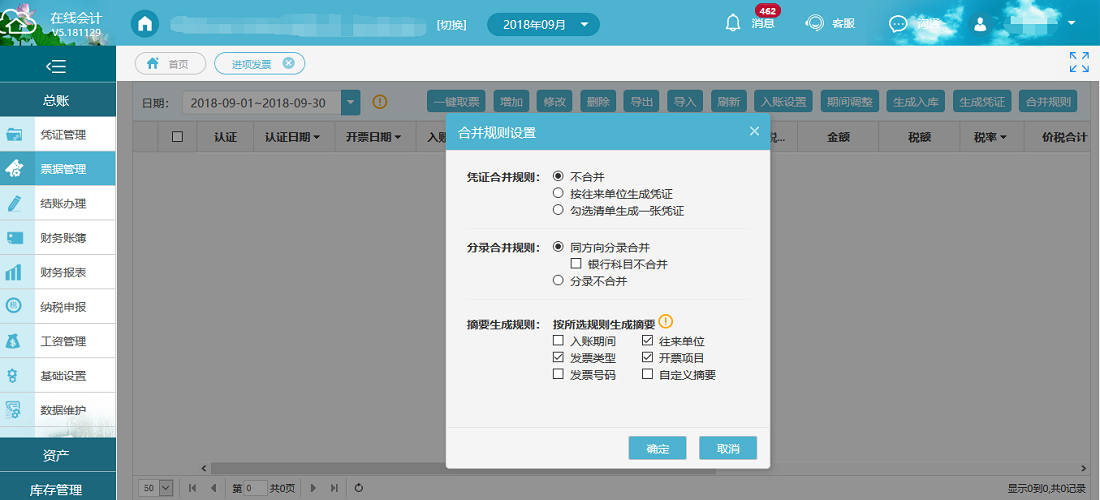 在线会计
V5.181129
[切换]
2018年09月
462
消息
客服
首页
进项发票
总账
凭证管理
票据管理
结账办理
财务账簿
财务报表
纳税申报
工资管理
基础设置
数据维护
资产
库存管理
日期：
2018-09-01~2018-09-30
一键取票
增加
修改
删除
导出
导入
刷新
入账设置
期间调整
生成入库
生成凭证
合并规则
认证
认证日期
开票日期
入账
税...
金额
税额
税率
价税合计
合并规则设置
凭证合并规则：
不合并
按往来单位生成凭证
勾选清单生成一张凭证
分录合并规则：
同方向分录合并
银行科目不合并
分录不合并
摘要生成规则：
按所选规则生成摘要
入账期间
往来单位
发票类型
开票项目
发票号码
自定义摘要
确定
取消
50
第 0 共0页
显示0到0,共0记录